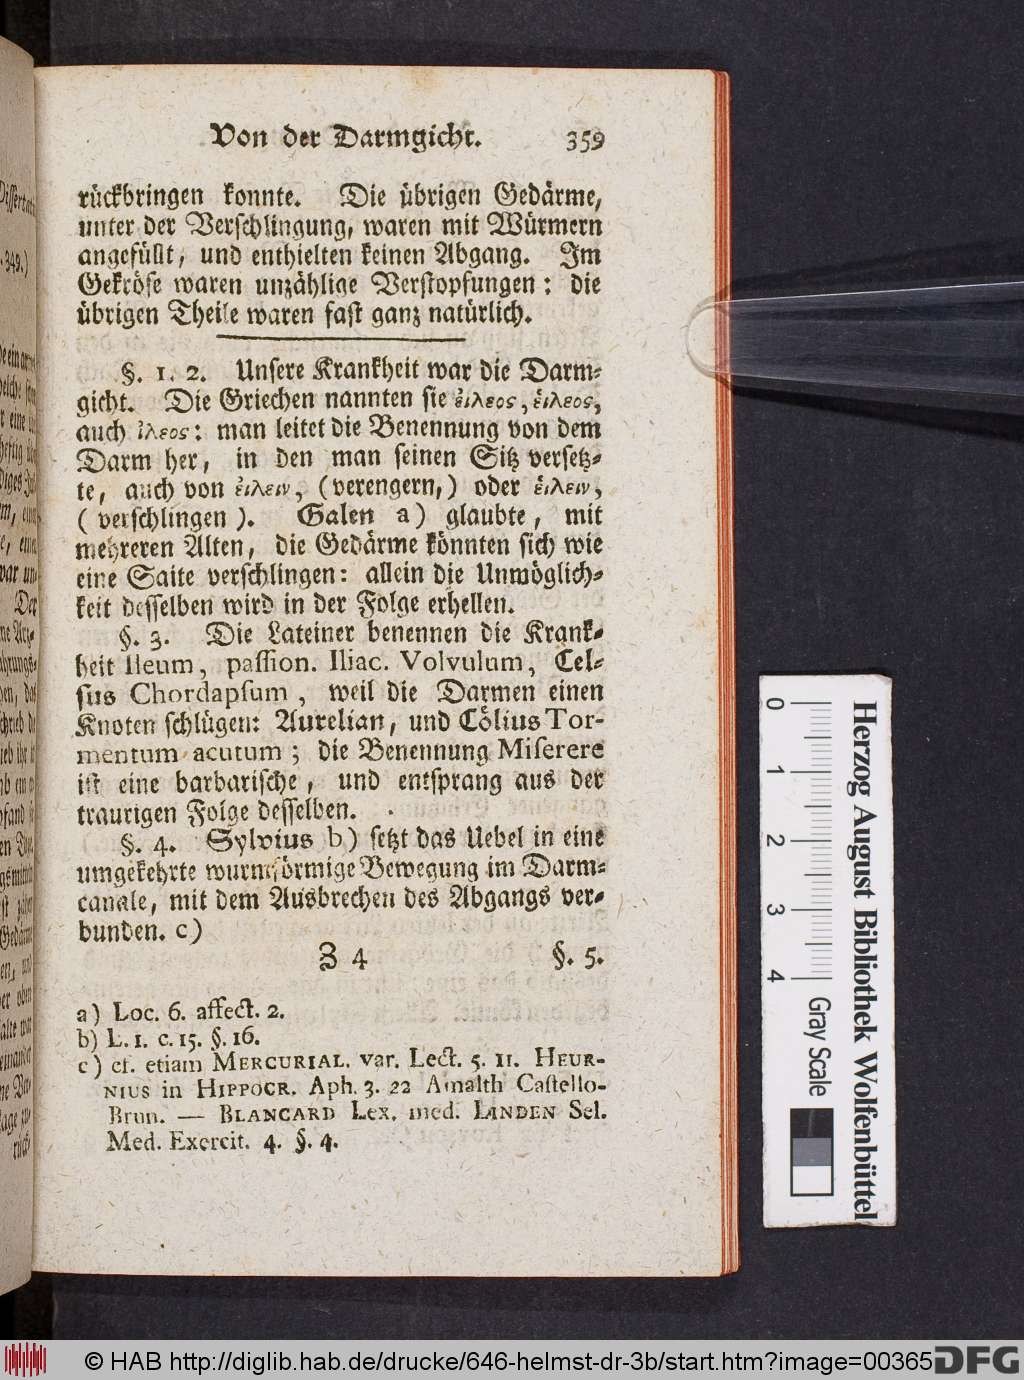 Von der Darmgicht. 359
rückbringen konnte. Die übrigen Gedärme,
unter der Verschlingung, waren mit Würmern
angefüllt, und enthielten keinen Abgang. Im
Gekröse waren unzählige Verstopfungen: die
übrigen Theile waren fast ganz natürlich.
§. 1. 2. Unsere Krankheit war die Darm-
gicht. Die Griechen nannten sie ἐιλεος, ἑιλεος,
auch ἰλεος: man leitet die Benennung von dem
Darm her, in den man seinen Sitz versetz-
te, auch von ἐιλειν, (verengern,) oder ἑιλειν,
(verschlingen). Galen a) glaubte, mit
mehreren Alten, die Gedärme könnten sich wie
eine Saite verschlingen: allein die Unmöglich-
keit desselben wird in der Folge erhellen.
§. 3. Die Lateiner benennen die Krank-
heit Ileum, passion. Iliac. Volvulum, Cel-
sus Chordapsum, weil die Darmen einen
Knoten schlügen: Aurelian, und Cölius Tor-
mentum acutum; die Benennung Miserere
ist eine barbarische, und entsprang aus der
traurigen Folge desselben.
§. 4. Sylvius b) setzt das Uebel in eine
umgekehrte wurmförmige Bewegung im Darm-
canale, mit dem Ausbrechen des Abgangs ver-
bunden. c)
Z 4 §. 5.
a) Loc. 6. affect. 2.
b) L. 1. c. 15. §. 16.
c) cf. etiam MERCURIAL. var. Lect. 5. 11. HEUR-
NIUS in HIPPOCR. Aph. 3. 22 Amalth Castello-
Brun. — BLANCARD Lex. med. LINDEN Sel.
Med. Exercit. 4. §. 4.
0 1 2 3 4 Gray Scale
Herzog August Bibliothek Wolfenbüttel
© HAB http://diglib.hab.de/drucke/646-helmst-dr-3b/start.htm?image=00365
DFG